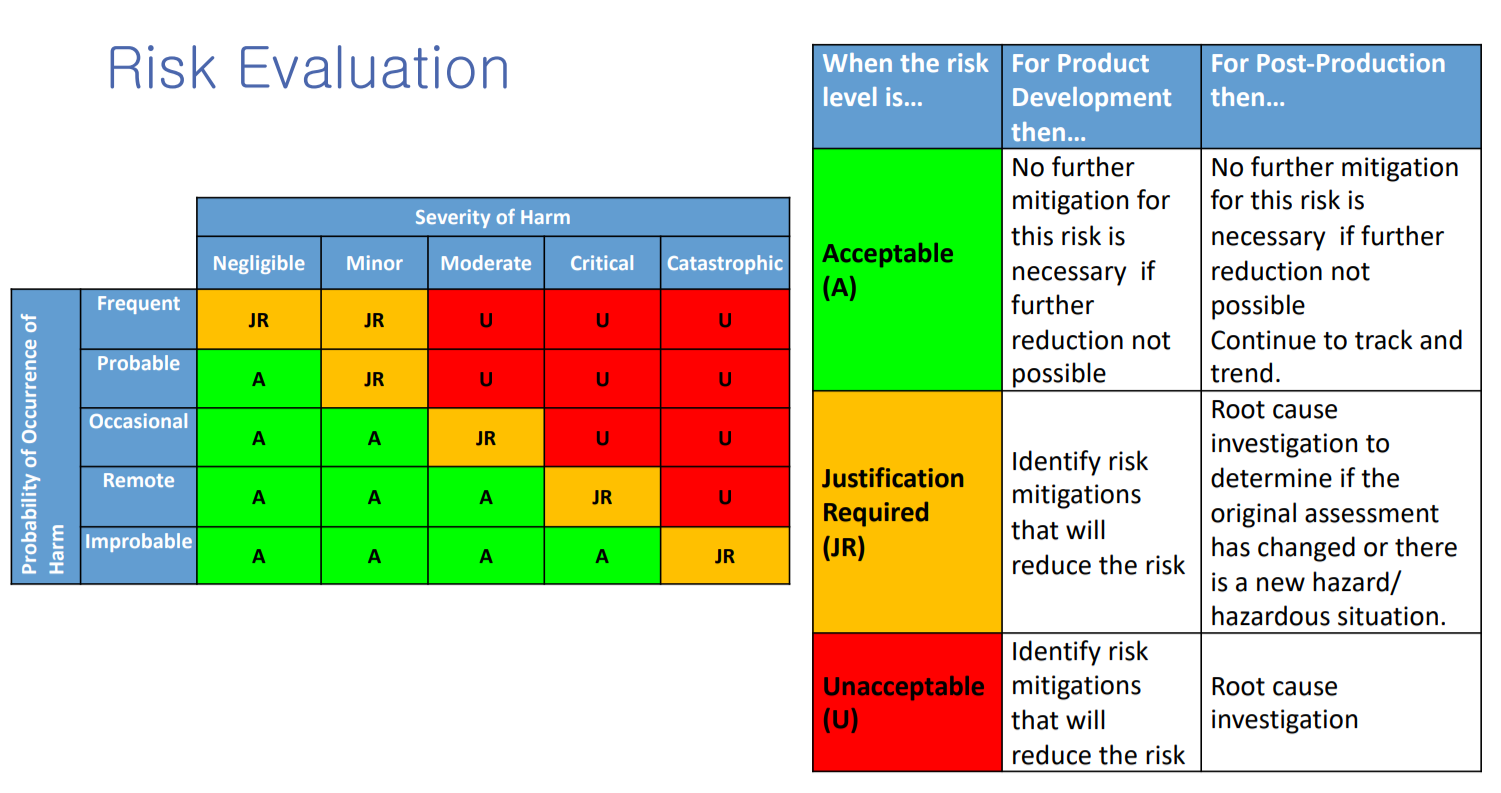 Risk Evaluation
Severity of Harm
Negligible Minor Moderate Critical Catastrophic
Probability of Occurrence of
Harm
Frequent JR JR U U U
Probable A JR U U U
Occasional A A JR U U
Remote A A A JR U
Improbable A A A A JR
When the risk
level is...
For Product
Development
then...
For Post-Production
then...
Acceptable
(A)
No further
mitigation for
this risk is
necessary if
further
reduction not
possible
No further mitigation
for this risk is
necessary if further
reduction not
possible
Continue to track and
trend.
Justification
Required
(JR)
Identify risk
mitigations
that will
reduce the risk
Root cause
investigation to
determine if the
original assessment
has changed or there
is a new hazard/
hazardous situation.
Unacceptable
(U)
Identify risk
mitigations
that will
reduce the risk
Root cause
investigation